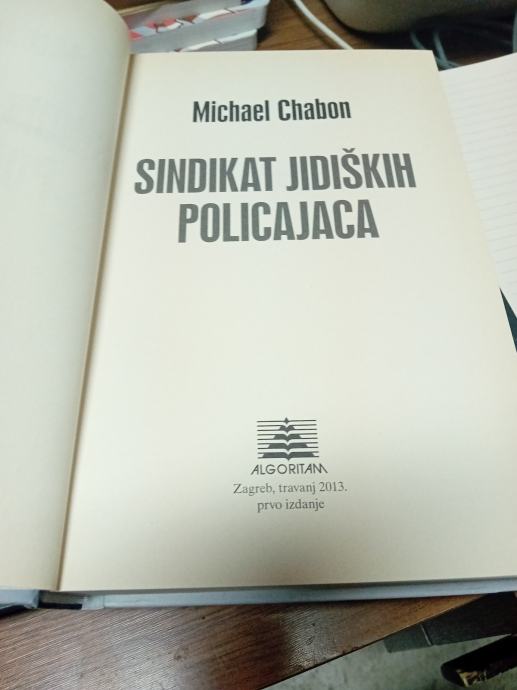 Michael Chabon
SINDIKAT JIDIŠKIH
POLICAJACA
ALGORITAM
Zagreb, travanj 2013.
prvo izdanje